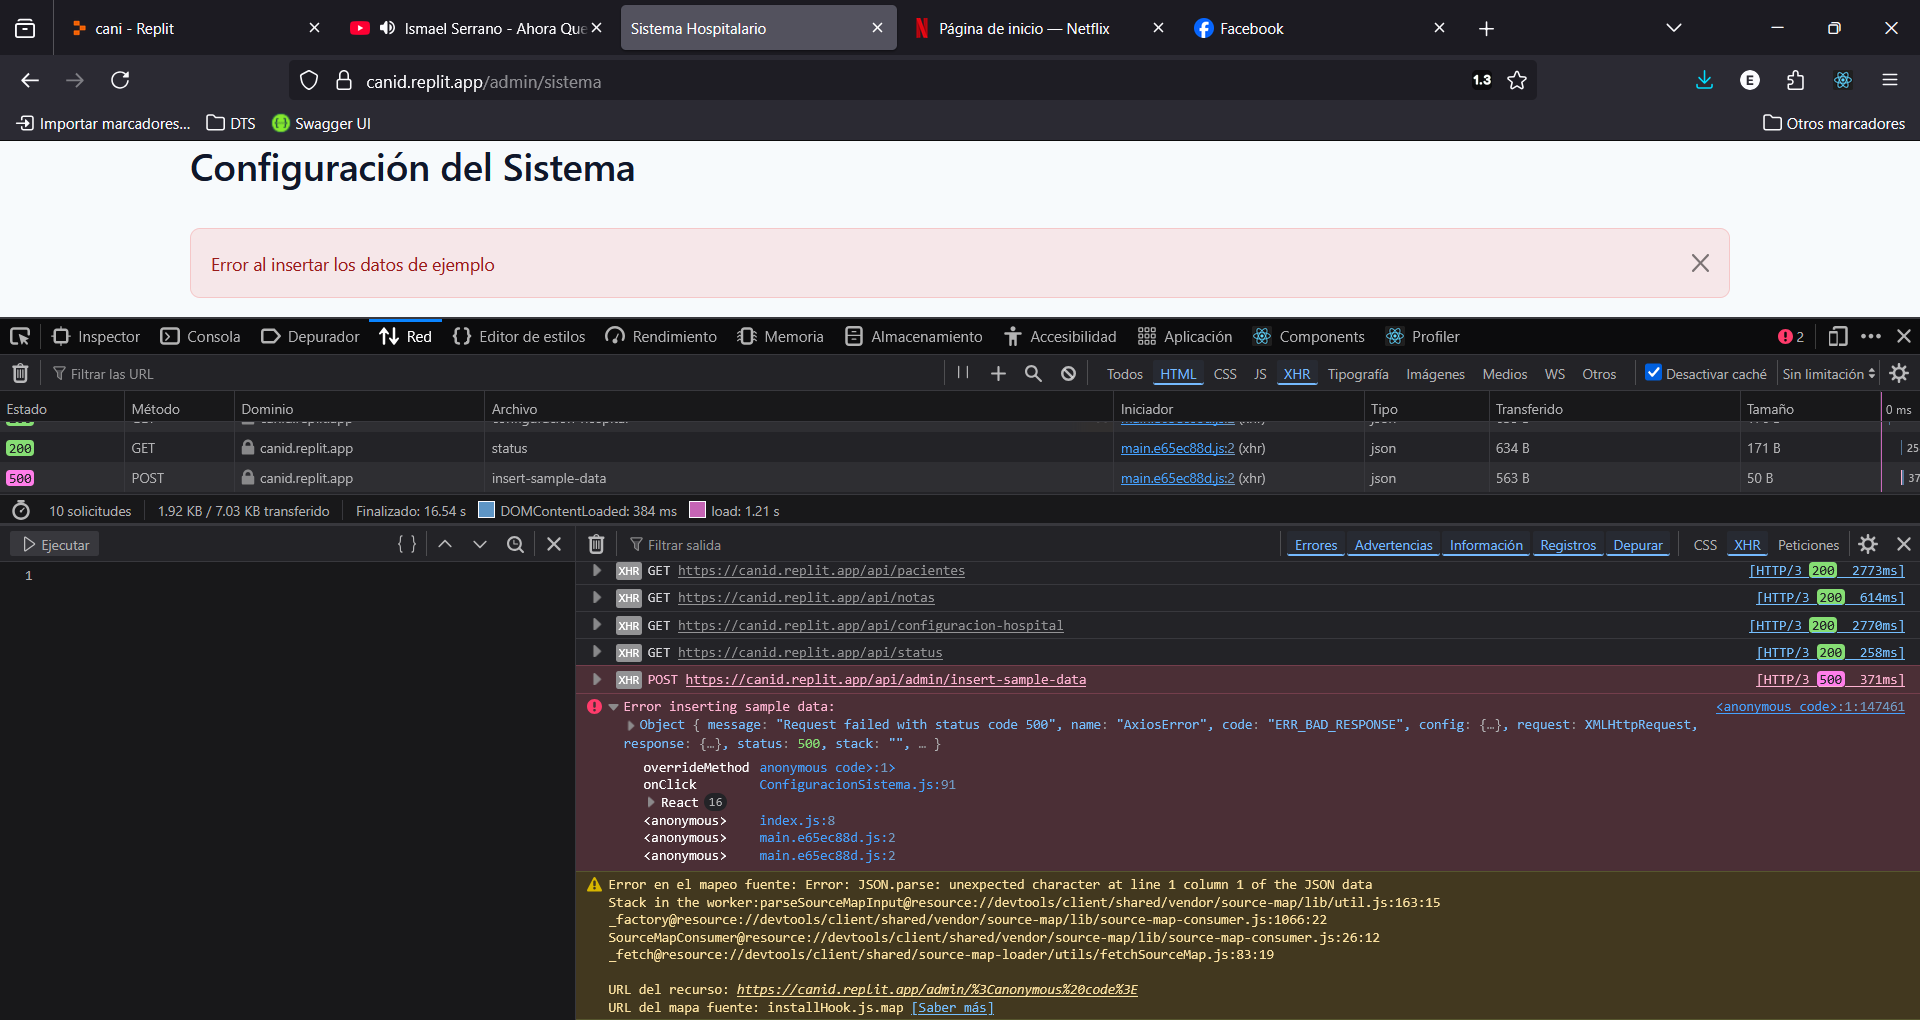 cani - Replit
Ismael Serrano - Ahora Que
Sistema Hospitalario
Página de inicio — Netflix
Facebook
canid.replit.app/admin/sistema
1.3
E
Importar marcadores...
DTS
Swagger UI
Otros marcadores
Configuración del Sistema
Error al insertar los datos de ejemplo
Inspector Consola Depurador Red Editor de estilos Rendimiento Memoria Almacenamiento Accesibilidad Aplicación Components Profiler 2
Filtrar las URL
Todos HTML CSS JS XHR Tipografía Imágenes Medios WS Otros Desactivar caché Sin limitación
Estado Método Dominio Archivo Iniciador Tipo Transferido Tamaño 0 ms
200 GET canid.replit.app status main.e65ec88d.js:2 (xhr) json 634 B 171 B 25
500 POST canid.replit.app insert-sample-data main.e65ec88d.js:2 (xhr) json 563 B 50 B 37
10 solicitudes 1.92 KB / 7.03 KB transferido Finalizado: 16.54 s DOMContentLoaded: 384 ms load: 1.21 s
Ejecutar
Filtrar salida
Errores Advertencias Información Registros Depurar CSS XHR Peticiones
1
XHR GET https://canid.replit.app/api/pacientes [HTTP/3 200 2773ms]
XHR GET https://canid.replit.app/api/notas [HTTP/3 200 614ms]
XHR GET https://canid.replit.app/api/configuracion-hospital [HTTP/3 200 2770ms]
XHR GET https://canid.replit.app/api/status [HTTP/3 200 258ms]
XHR POST https://canid.replit.app/api/admin/insert-sample-data [HTTP/3 500 371ms]
Error inserting sample data: <anonymous code>:1:147461
Object { message: "Request failed with status code 500", name: "AxiosError", code: "ERR_BAD_RESPONSE", config: {…}, request: XMLHttpRequest,
response: {…}, status: 500, stack: "", … }
overrideMethod anonymous code>:1>
onClick ConfiguracionSistema.js:91
React 16
<anonymous> index.js:8
<anonymous> main.e65ec88d.js:2
<anonymous> main.e65ec88d.js:2
Error en el mapeo fuente: Error: JSON.parse: unexpected character at line 1 column 1 of the JSON data
Stack in the worker:parseSourceMapInput@resource://devtools/client/shared/vendor/source-map/lib/util.js:163:15
_factory@resource://devtools/client/shared/vendor/source-map/lib/source-map-consumer.js:1066:22
SourceMapConsumer@resource://devtools/client/shared/vendor/source-map/lib/source-map-consumer.js:26:12
_fetch@resource://devtools/client/shared/source-map-loader/utils/fetchSourceMap.js:83:19
URL del recurso: https://canid.replit.app/admin/%3Canonymous%20code%3E
URL del mapa fuente: installHook.js.map [Saber más]